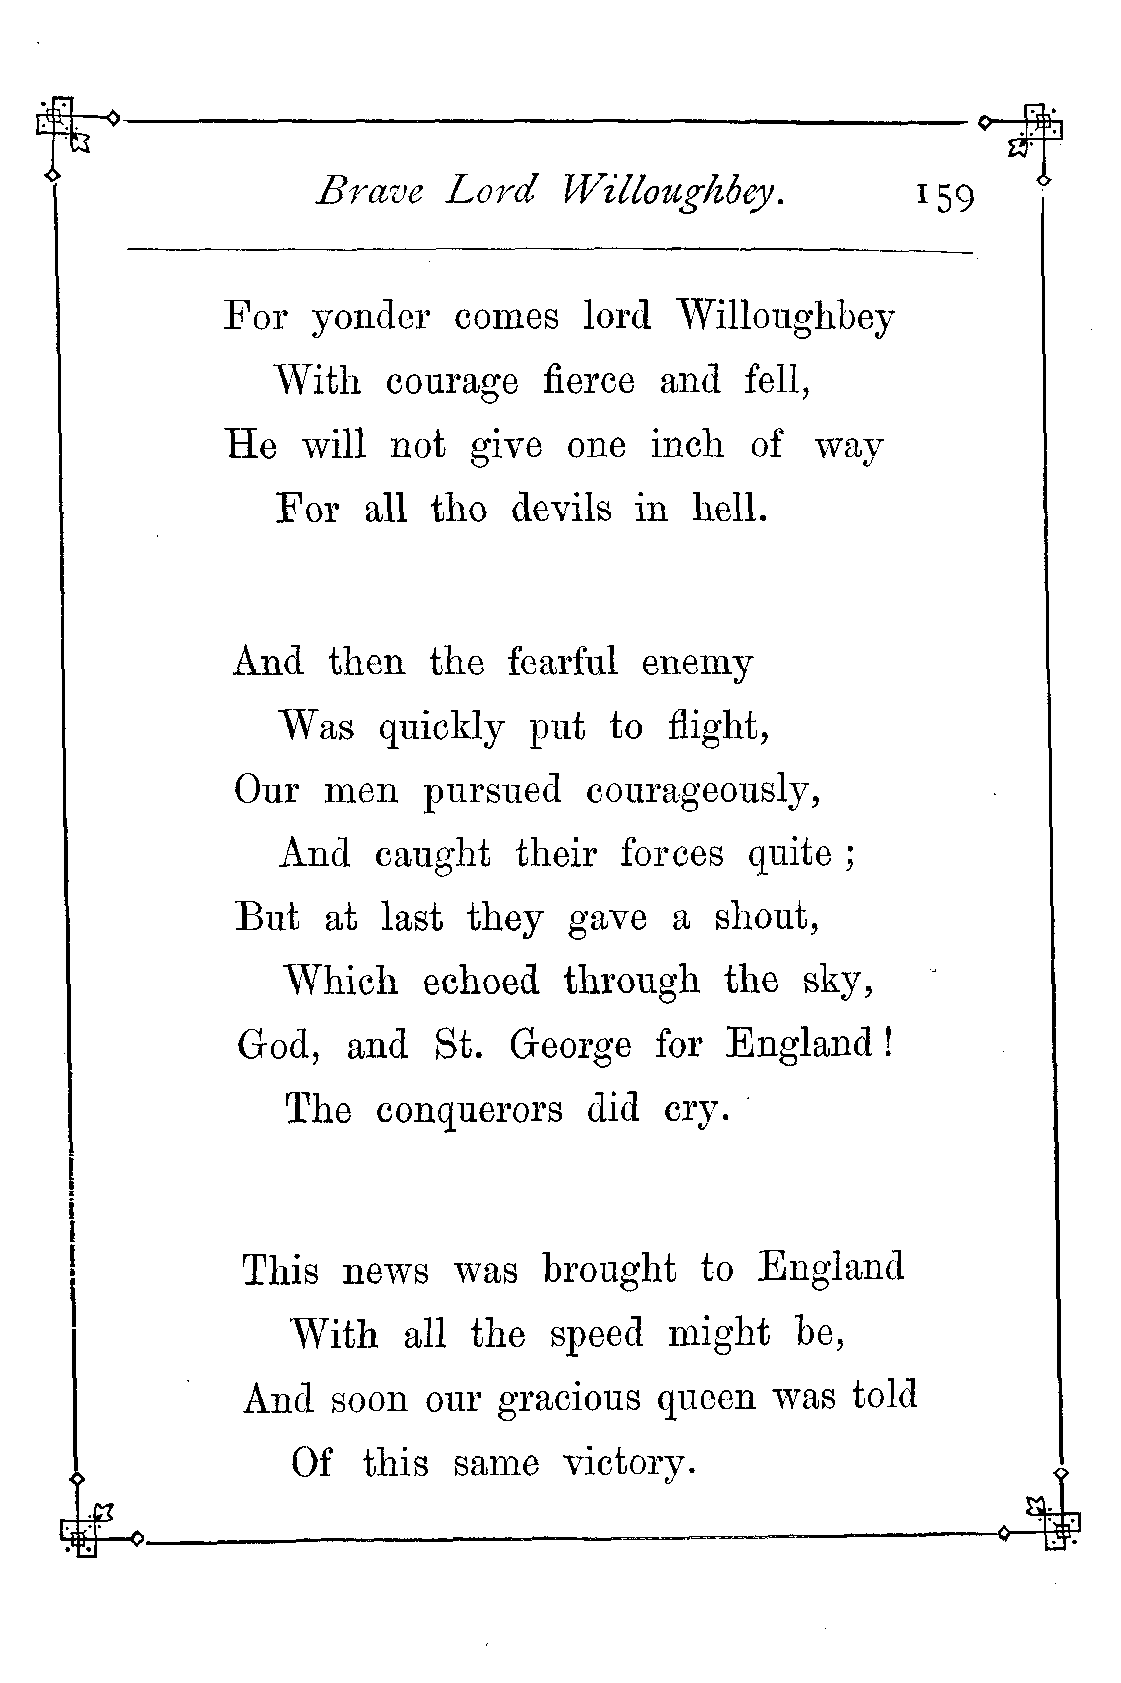 Brave Lord Willoughbey. 159
For yonder comes lord Willoughbey
With courage fierce and fell,
He will not give one inch of way
For all tho devils in hell.
And then the fearful enemy
Was quickly put to flight,
Our men pursued courageously,
And caught their forces quite ;
But at last they gave a shout,
Which echoed through the sky,
God, and St. George for England !
The conquerors did cry.
This news was brought to England
With all the speed might be,
And soon our gracious queen was told
Of this same victory.